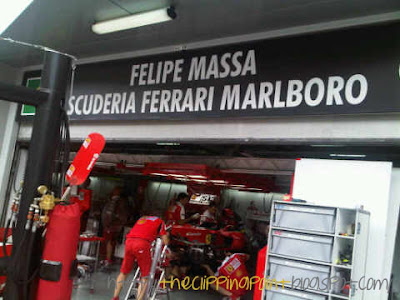 FELIPE MASSA
SCUDERIA FERRARI MARLBORO
theclippingpath.blogspot.com